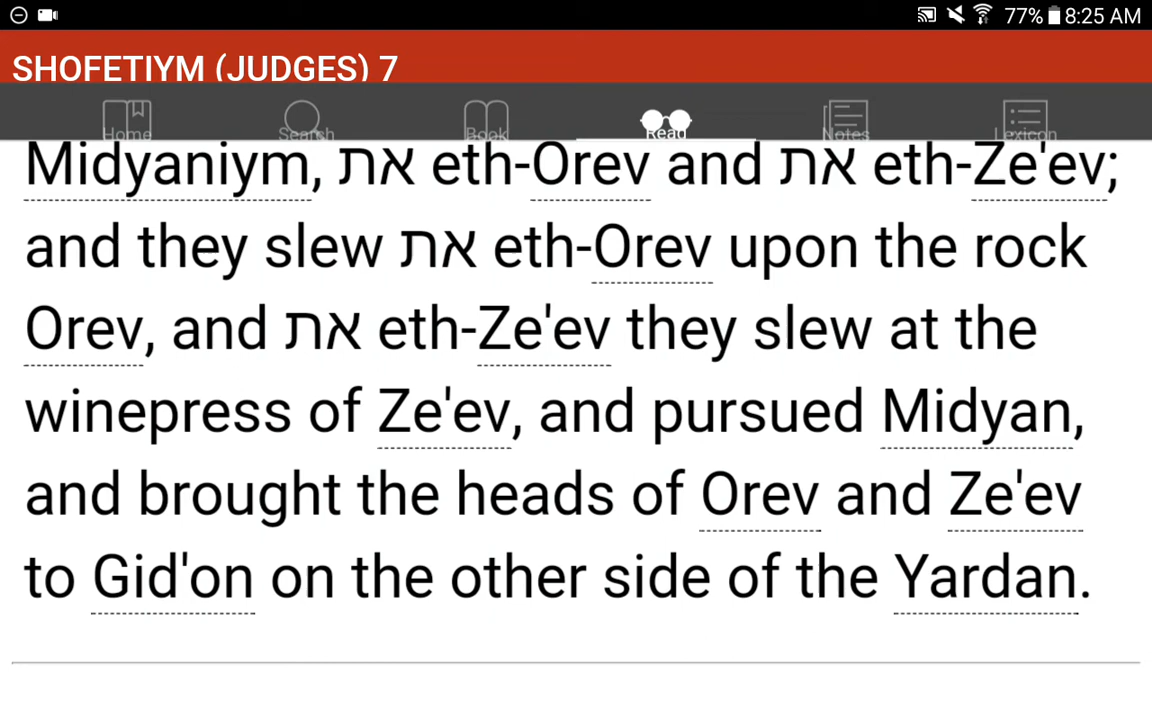 77% 8:25 AM
SHOFETIYM (JUDGES) 7
Home Search Book Read Notes Lexicon
Midyaniym, את eth-Orev and את eth-Ze'ev;
and they slew את eth-Orev upon the rock
Orev, and את eth-Ze'ev they slew at the
winepress of Ze'ev, and pursued Midyan,
and brought the heads of Orev and Ze'ev
to Gid'on on the other side of the Yardan.